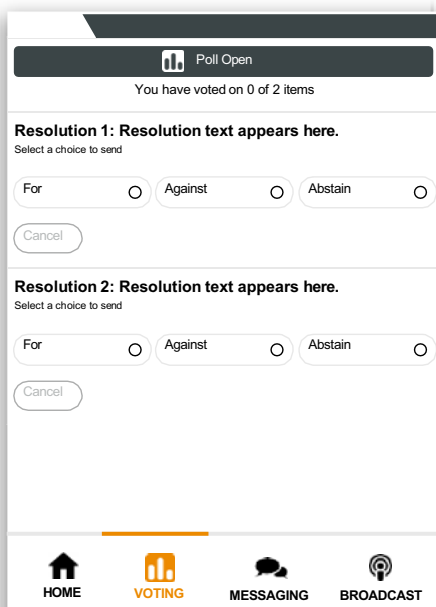 Poll Open
You have voted on 0 of 2 items
Resolution 1: Resolution text appears here.
Select a choice to send
For Against Abstain
Cancel
Resolution 2: Resolution text appears here.
Select a choice to send
For Against Abstain
Cancel
HOME VOTING MESSAGING BROADCAST